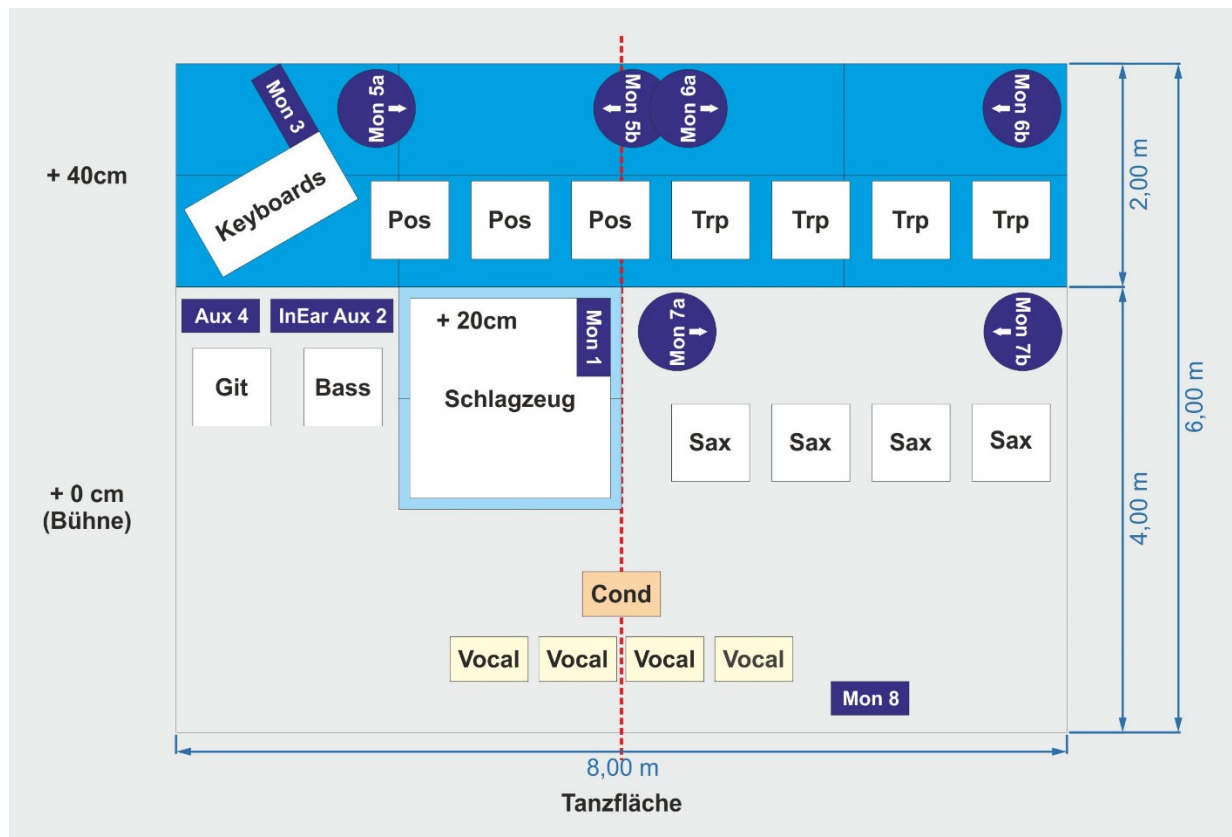 Mon 3
Mon 5a
Mon 5b
Mon 6a
Mon 6b
+ 40cm
Keyboards
Pos
Pos
Pos
Trp
Trp
Trp
Trp
2,00 m
Aux 4
InEar Aux 2
+ 20cm
Mon 1
Mon 7a
Mon 7b
Git
Bass
Schlagzeug
Sax
Sax
Sax
Sax
6,00 m
4,00 m
+ 0 cm
(Bühne)
Cond
Vocal
Vocal
Vocal
Vocal
Mon 8
8,00 m
Tanzfläche